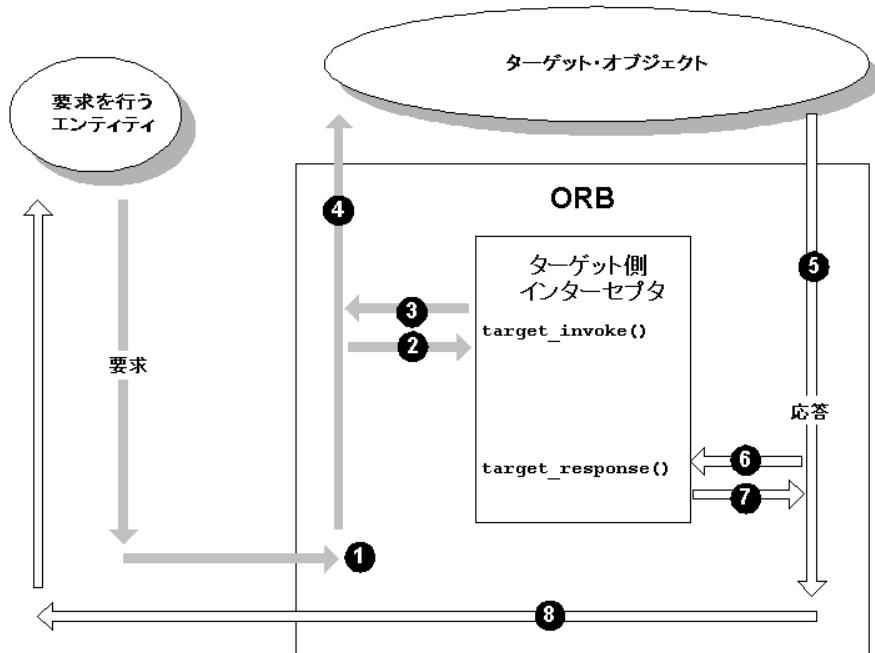 ターゲット・オブジェクト
要求を行う
エンティティ
ORB
4
5
ターゲット側
インターセプタ
3
target_invoke()
2
要求
応答
6
target_response()
7
1
8